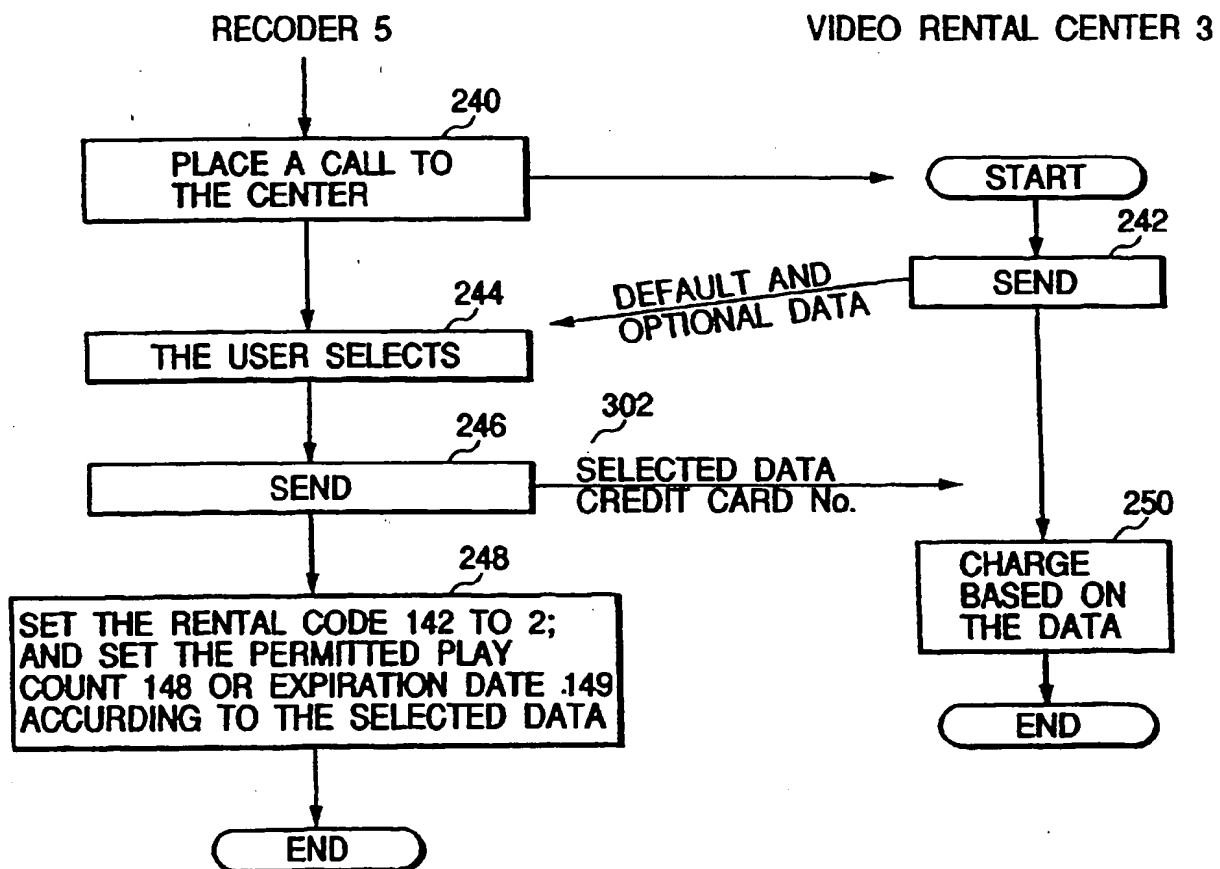 RECODER 5
VIDEO RENTAL CENTER 3
240
PLACE A CALL TO
THE CENTER
START
242
SEND
DEFAULT AND
OPTIONAL DATA
244
THE USER SELECTS
302
246
SEND
SELECTED DATA
CREDIT CARD No.
250
CHARGE
BASED ON
THE DATA
248
SET THE RENTAL CODE 142 TO 2;
AND SET THE PERMITTED PLAY
COUNT 148 OR EXPIRATION DATE .149
ACCURDING TO THE SELECTED DATA
END
END